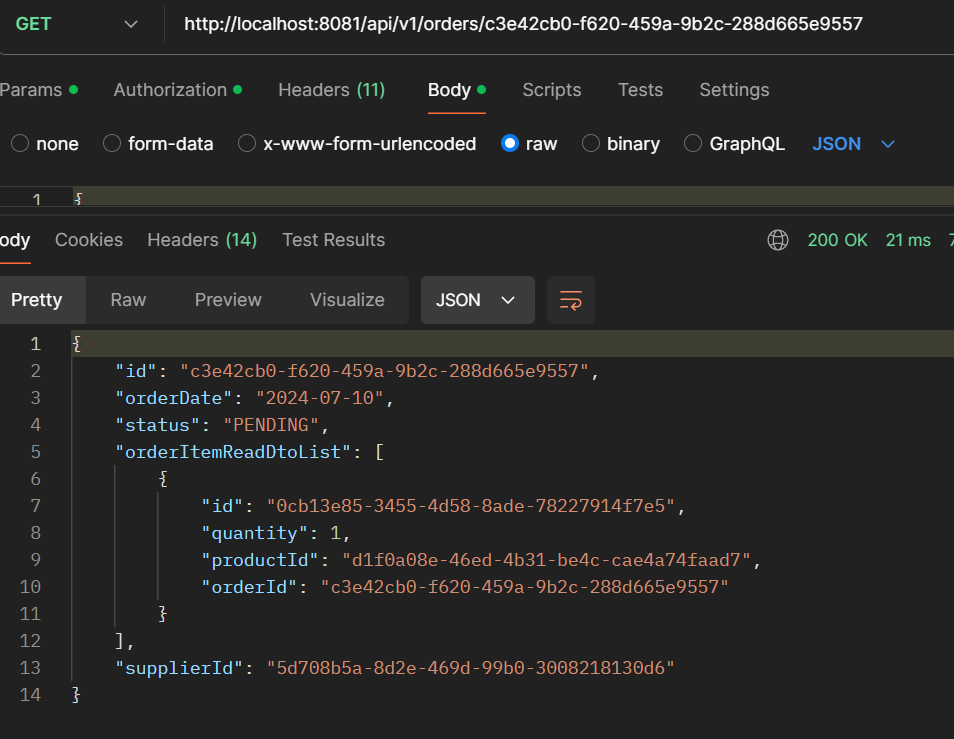 GET http://localhost:8081/api/v1/orders/c3e42cb0-f620-459a-9b2c-288d665e9557
Params Authorization Headers (11) Body Scripts Tests Settings
none form-data x-www-form-urlencoded raw binary GraphQL JSON
1 {
ody Cookies Headers (14) Test Results 200 OK 21 ms 7
Pretty Raw Preview Visualize JSON
1 {
2 "id": "c3e42cb0-f620-459a-9b2c-288d665e9557",
3 "orderDate": "2024-07-10",
4 "status": "PENDING",
5 "orderItemReadDtoList": [
6 {
7 "id": "0cb13e85-3455-4d58-8ade-78227914f7e5",
8 "quantity": 1,
9 "productId": "d1f0a08e-46ed-4b31-be4c-cae4a74faad7",
10 "orderId": "c3e42cb0-f620-459a-9b2c-288d665e9557"
11 }
12 ],
13 "supplierId": "5d708b5a-8d2e-469d-99b0-3008218130d6"
14 }